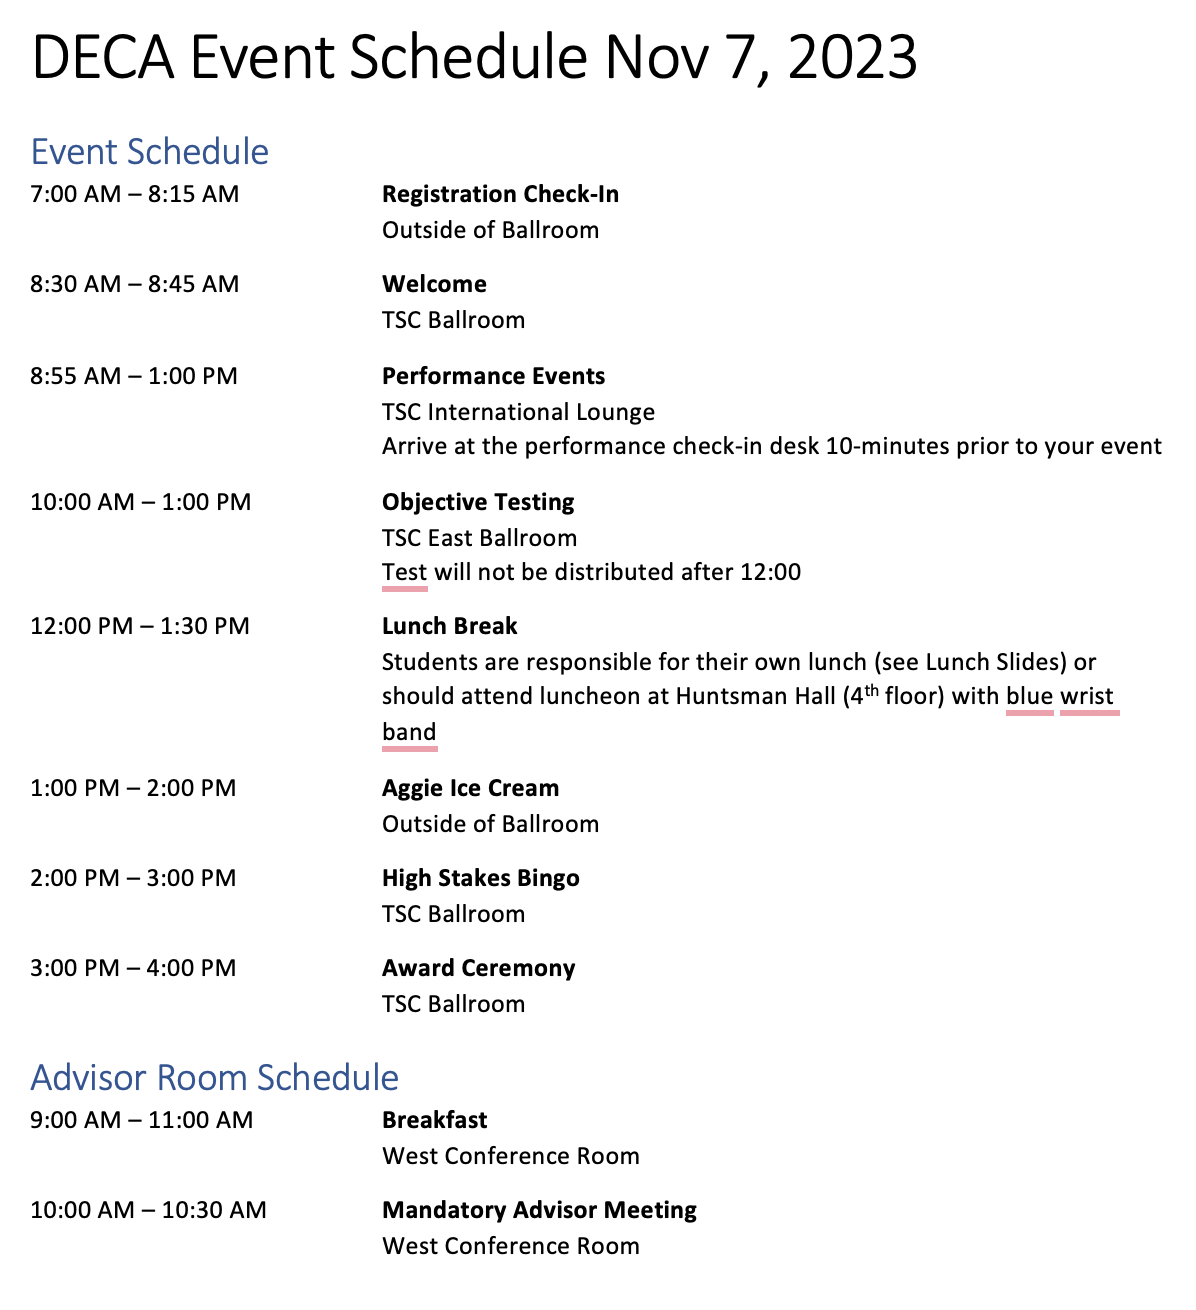 DECA Event Schedule Nov 7, 2023
Event Schedule
7:00 AM – 8:15 AM Registration Check-In
Outside of Ballroom
8:30 AM – 8:45 AM Welcome
TSC Ballroom
8:55 AM – 1:00 PM Performance Events
TSC International Lounge
Arrive at the performance check-in desk 10-minutes prior to your event
10:00 AM – 1:00 PM Objective Testing
TSC East Ballroom
Test will not be distributed after 12:00
12:00 PM – 1:30 PM Lunch Break
Students are responsible for their own lunch (see Lunch Slides) or
should attend luncheon at Huntsman Hall (4th floor) with blue wrist
band
1:00 PM – 2:00 PM Aggie Ice Cream
Outside of Ballroom
2:00 PM – 3:00 PM High Stakes Bingo
TSC Ballroom
3:00 PM – 4:00 PM Award Ceremony
TSC Ballroom
Advisor Room Schedule
9:00 AM – 11:00 AM Breakfast
West Conference Room
10:00 AM – 10:30 AM Mandatory Advisor Meeting
West Conference Room